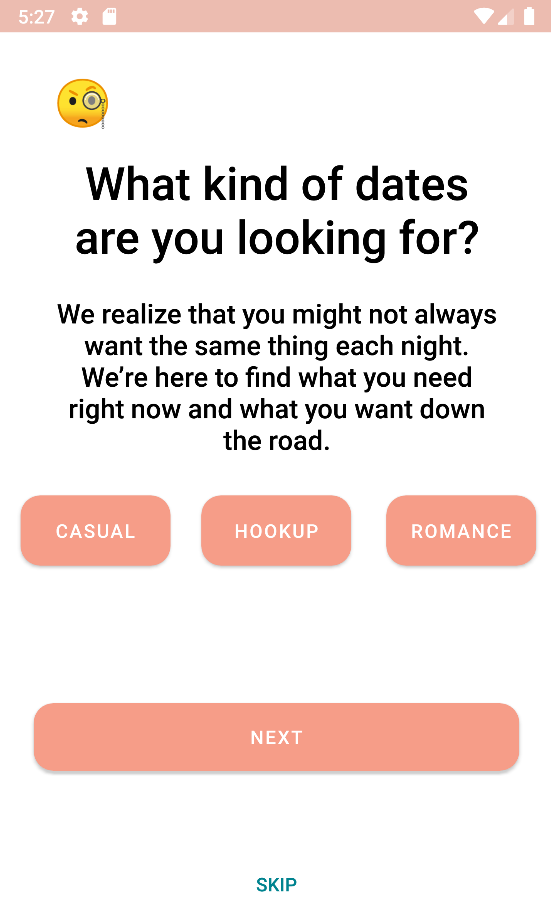 5:27
What kind of dates
are you looking for?
We realize that you might not always
want the same thing each night.
We’re here to find what you need
right now and what you want down
the road.
CASUAL
HOOKUP
ROMANCE
NEXT
SKIP